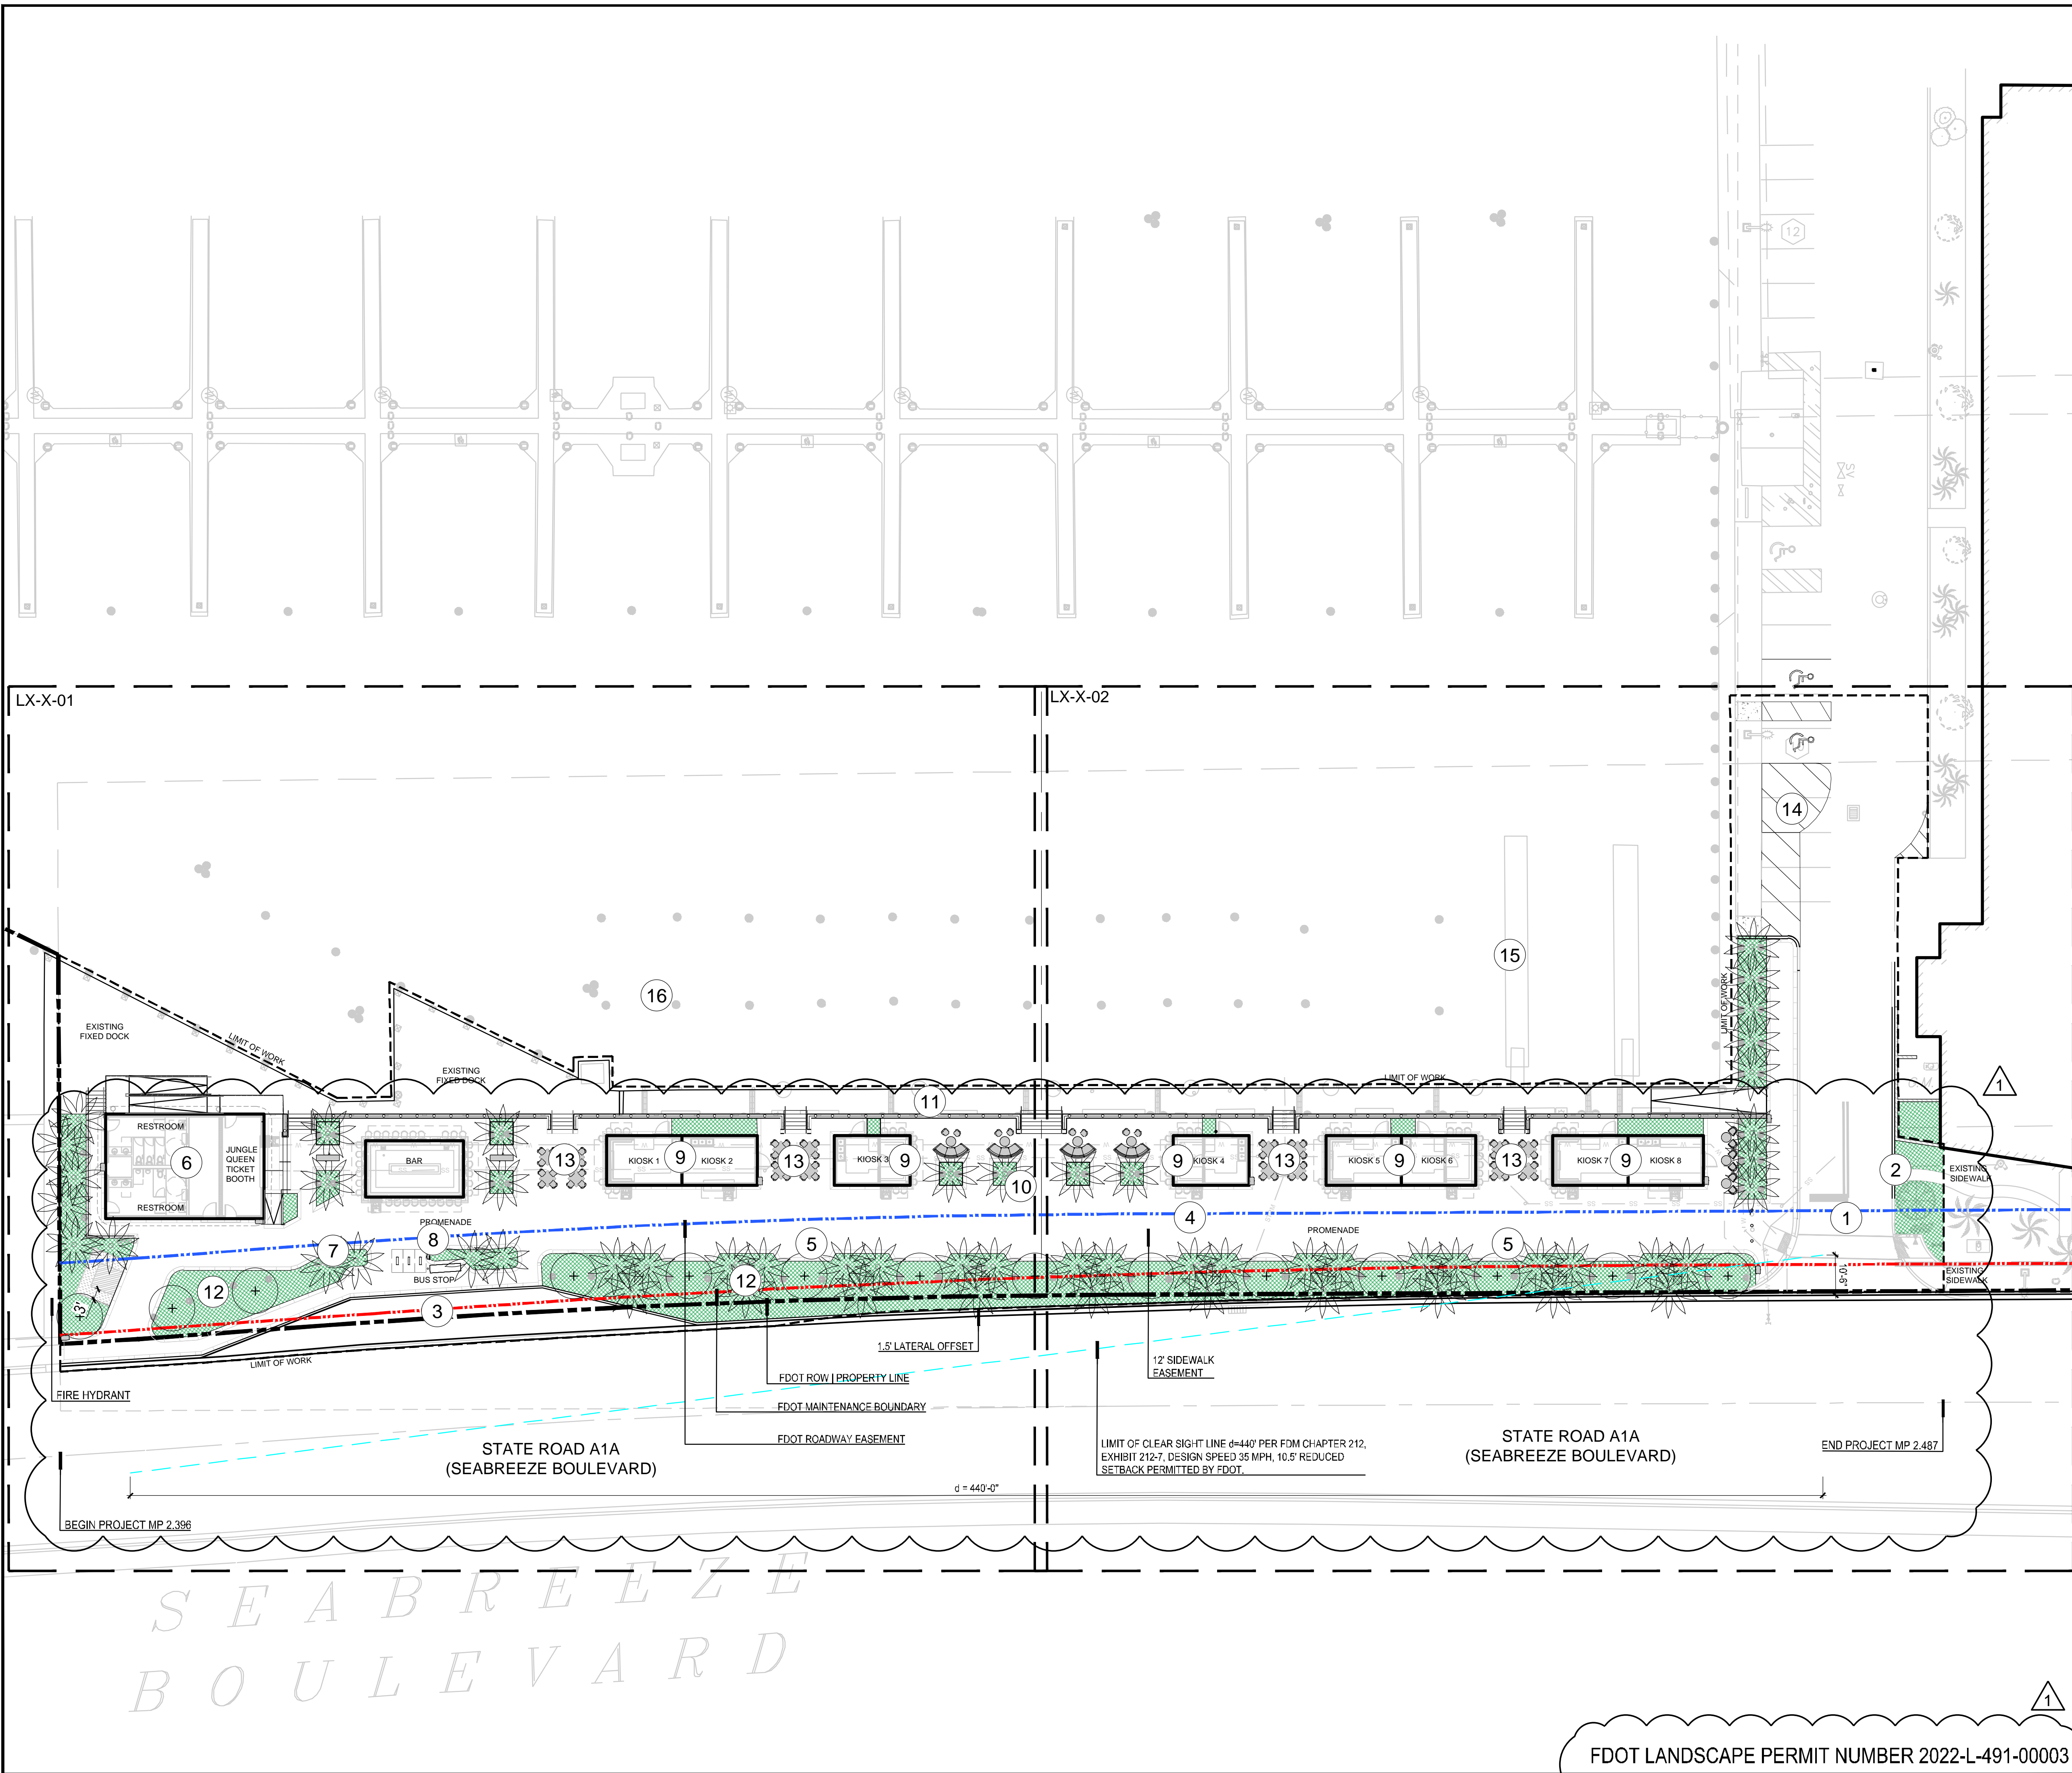 12
SV
LX-X-01
LX-X-02
14
15
16
EXISTING
FIXED DOCK
LIMIT OF WORK
EXISTING
FIXED DOCK
LIMIT OF WORK
LIMIT OF WORK
11
1
RESTROOM
6
JUNGLE
QUEEN
TICKET
BOOTH
RESTROOM
BAR
13
KIOSK 1
9
KIOSK 2
13
KIOSK 3
9
10
9
KIOSK 4
13
KIOSK 5
9
KIOSK 6
13
KIOSK 7
9
KIOSK 8
2
EXISTING
SIDEWALK
PROMENADE
7
8
5
4
PROMENADE
5
1
BUS STOP
12
12
3
3'
10'-6"
EXISTING
SIDEWALK
LIMIT OF WORK
FIRE HYDRANT
1.5' LATERAL OFFSET
FDOT ROW | PROPERTY LINE
FDOT MAINTENANCE BOUNDARY
FDOT ROADWAY EASEMENT
12' SIDEWALK
EASEMENT
STATE ROAD A1A
(SEABREEZE BOULEVARD)
LIMIT OF CLEAR SIGHT LINE d=440' PER FDM CHAPTER 212,
EXHIBIT 212-7, DESIGN SPEED 35 MPH, 10.5' REDUCED
SETBACK PERMITTED BY FDOT.
STATE ROAD A1A
(SEABREEZE BOULEVARD)
END PROJECT MP 2.487
d = 440'-0"
BEGIN PROJECT MP 2.396
SEABREEZE
BOULEVARD
1
FDOT LANDSCAPE PERMIT NUMBER 2022-L-491-00003